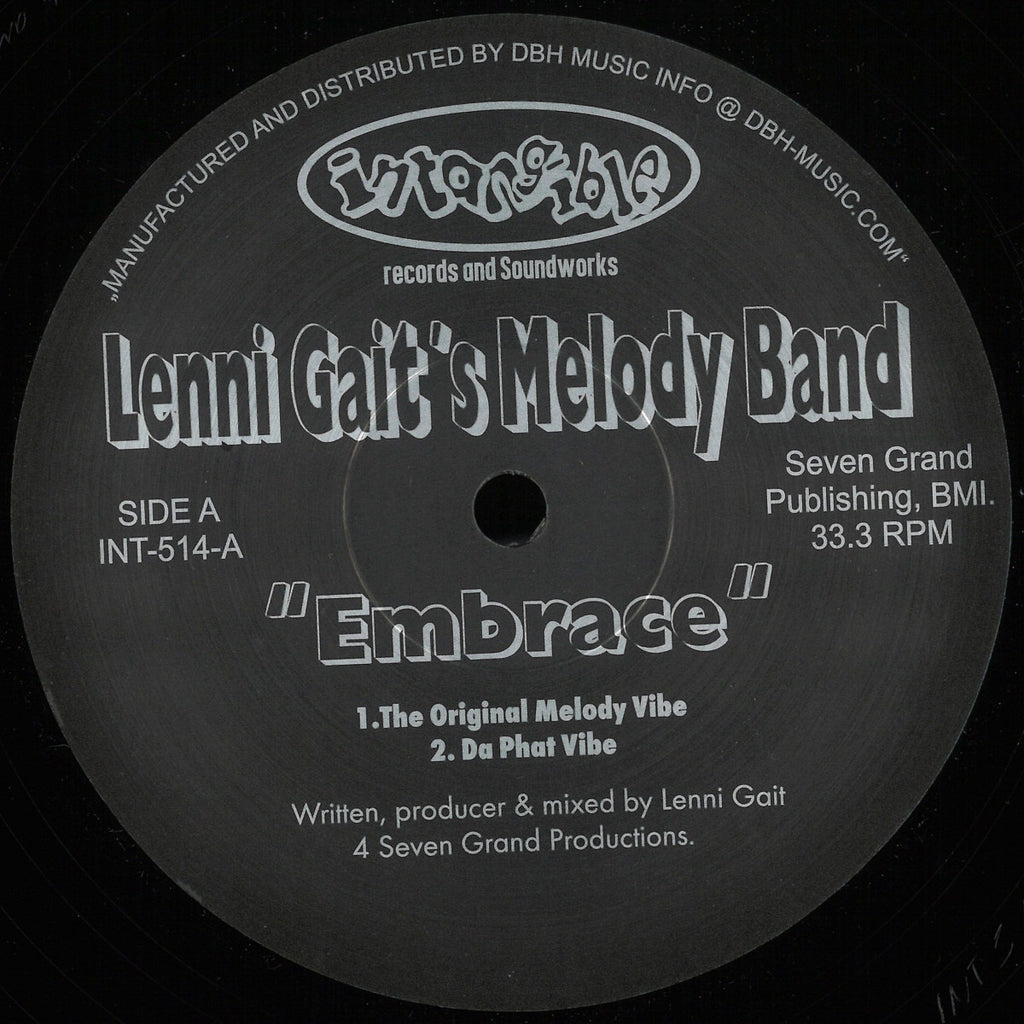 „MANUFACTURED AND DISTRIBUTED BY DBH MUSIC INFO @ DBH-MUSIC.COM“
intangible
records and Soundworks
Lenni Gait's Melody Band
SIDE A
INT-514-A
Seven Grand
Publishing, BMI.
33.3 RPM
"Embrace"
1.The Original Melody Vibe
2. Da Phat Vibe
Written, producer & mixed by Lenni Gait
4 Seven Grand Productions.
INT